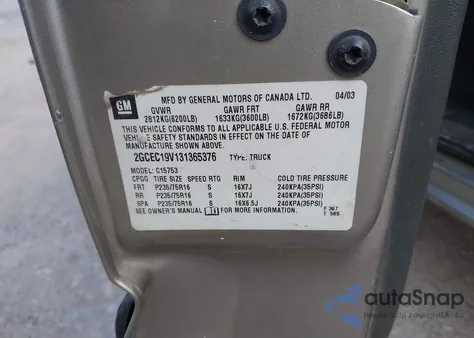 GM
MFD BY GENERAL MOTORS OF CANADA LTD. 04/03
GVWR GAWR FRT GAWR RR
2812KG(6200LB) 1633KG(3600LB) 1672KG(3686LB)
THIS VEHICLE CONFORMS TO ALL APPLICABLE U.S. FEDERAL MOTOR
VEHICLE SAFETY STANDARDS IN EFFECT ON THE DATE OF
MANUFACTURE SHOWN ABOVE.
2GCEC19V131365376 TYPE: TRUCK
MODEL: C15753
CPGG TIRE SIZE SPEED RTG RIM COLD TIRE PRESSURE
FRT P235/75R16 S 16X7J 240KPA(35PSI)
RR P235/75R16 S 16X7J 240KPA(35PSI)
SPA P235/75R16 S 16X6.5J 240KPA(35PSI)
SEE OWNER'S MANUAL i FOR MORE INFORMATION.
F 367
T 585
autoSnap